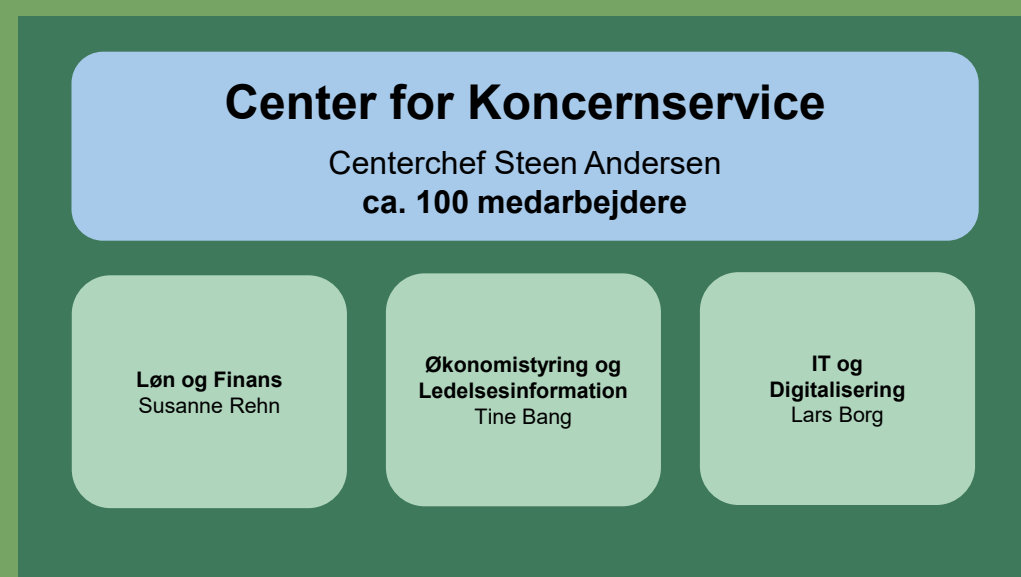 Center for Koncernservice
Centerchef Steen Andersen
ca. 100 medarbejdere
Løn og Finans
Susanne Rehn
Økonomistyring og
Ledelsesinformation
Tine Bang
IT og
Digitalisering
Lars Borg